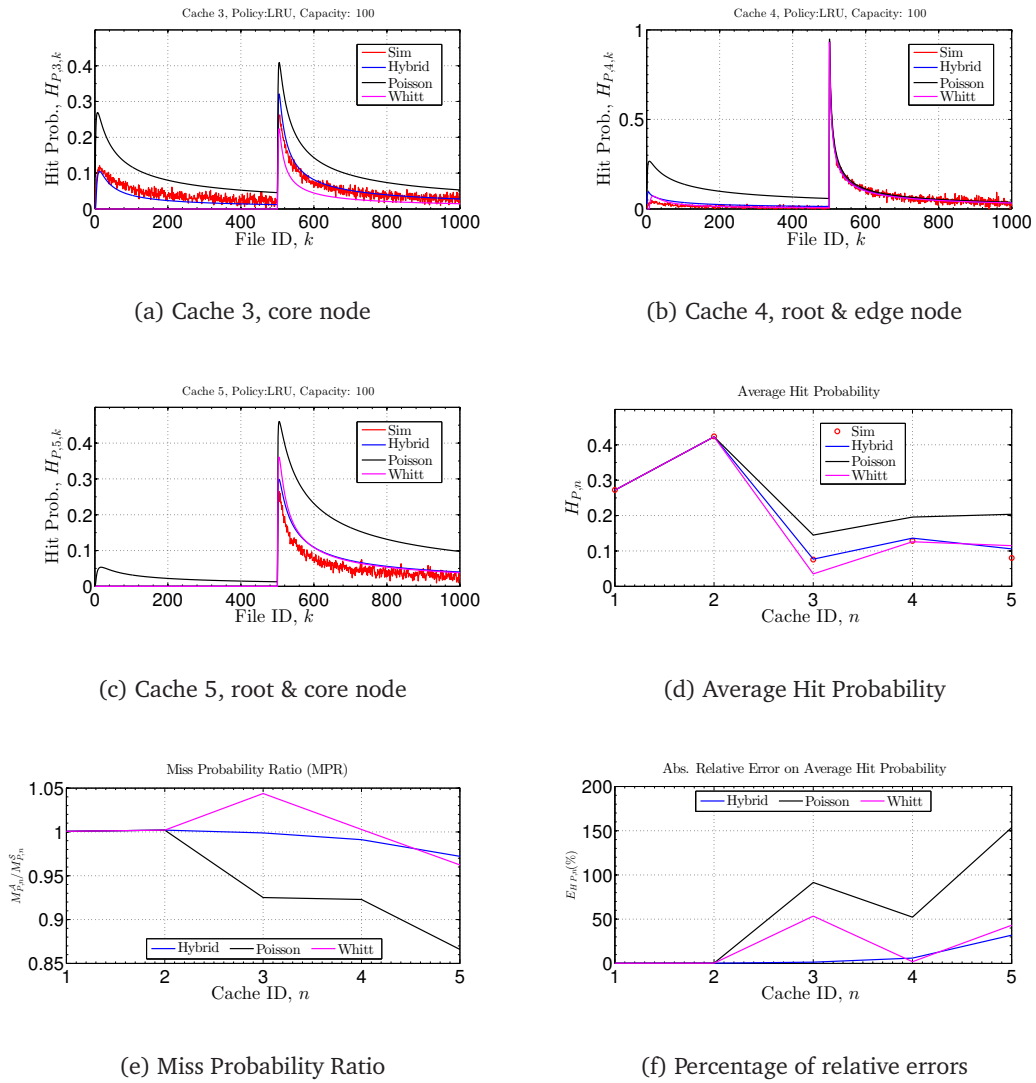 Cache 3, Policy:LRU, Capacity: 100
Hit Prob., H_{P,3,k}
0.4
0.3
0.2
0.1
0
0 200 400 600 800 1000
File ID, k
Sim
Hybrid
Poisson
Whitt
(a) Cache 3, core node
Cache 4, Policy:LRU, Capacity: 100
Hit Prob., H_{P,4,k}
1
0.5
0
0 200 400 600 800 1000
File ID, k
Sim
Hybrid
Poisson
Whitt
(b) Cache 4, root & edge node
Cache 5, Policy:LRU, Capacity: 100
Hit Prob., H_{P,5,k}
0.4
0.3
0.2
0.1
0
0 200 400 600 800 1000
File ID, k
Sim
Hybrid
Poisson
Whitt
(c) Cache 5, root & core node
Average Hit Probability
H_{P,n}
0.4
0.3
0.2
0.1
0
1 2 3 4 5
Cache ID, n
Sim
Hybrid
Poisson
Whitt
(d) Average Hit Probability
Miss Probability Ratio (MPR)
M^A_{P,n}/M^S_{P,n}
1.05
1
0.95
0.9
0.85
1 2 3 4 5
Cache ID, n
Hybrid Poisson Whitt
(e) Miss Probability Ratio
Abs. Relative Error on Average Hit Probability
E_{H P,n}(%)
200
150
100
50
0
1 2 3 4 5
Cache ID, n
Hybrid Poisson Whitt
(f) Percentage of relative errors